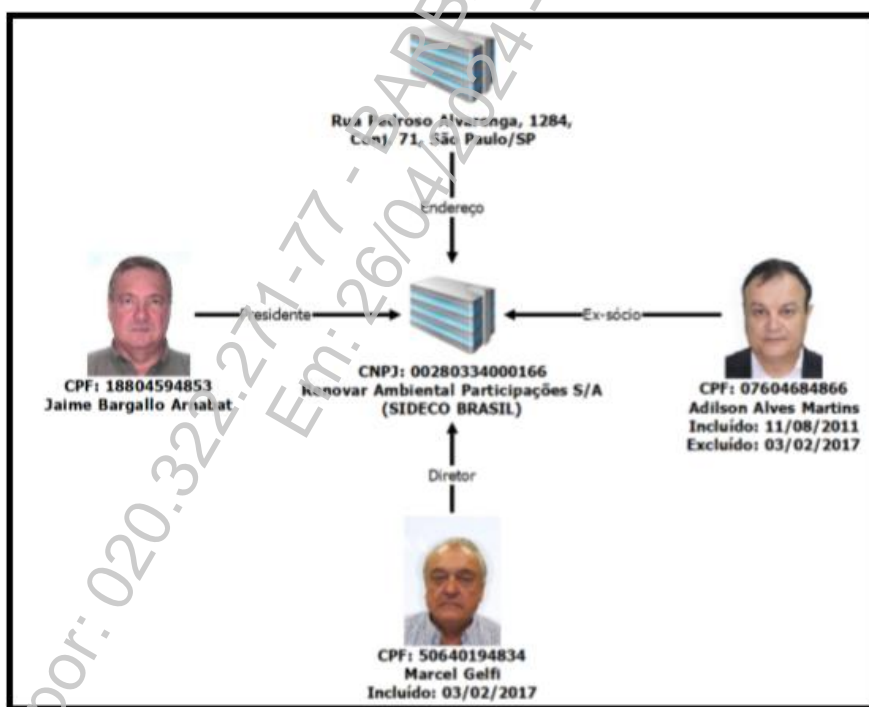 Rua Pedroso Alvarenga, 1284,
Conj 71, São Paulo/SP
Endereço
Presidente
Ex-sócio
CPF: 18804594853
Jaime Bargallo Arnabat
CNPJ: 00280334000166
Renovar Ambiental Participações S/A
(SIDECO BRASIL)
CPF: 07604684866
Adilson Alves Martins
Incluído: 11/08/2011
Excluído: 03/02/2017
Diretor
CPF: 50640194834
Marcel Gelfi
Incluído: 03/02/2017
por: 020.322.271-77 - BARB
Em: 26/04/2024 -